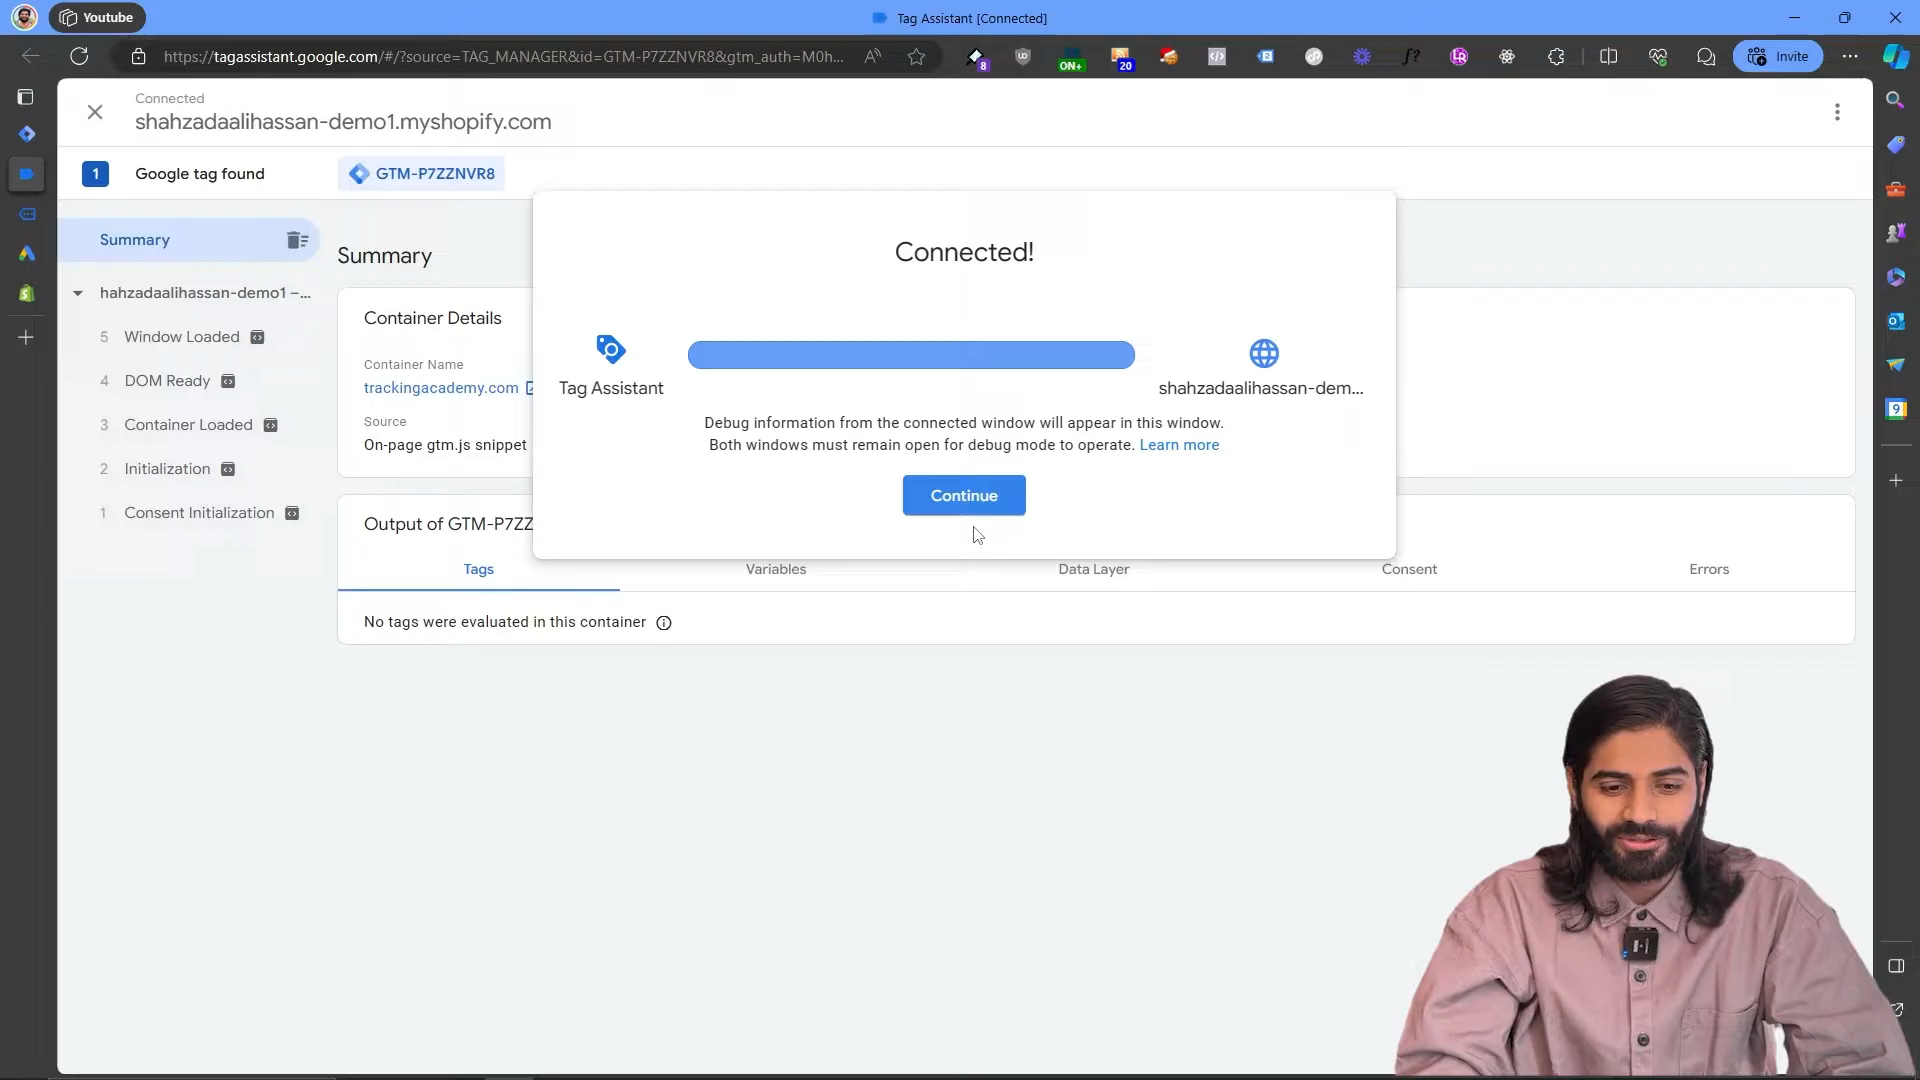 Youtube
Tag Assistant [Connected]
https://tagassistant.google.com/#/?source=TAG_MANAGER&id=GTM-P7ZZNVR8&gtm_auth=M0h...
8
ON+
20
Invite
Connected
shahzadaalihassan-demo1.myshopify.com
1
Google tag found
GTM-P7ZZNVR8
Summary
hahzadaalihassan-demo1 –...
5 Window Loaded
4 DOM Ready
3 Container Loaded
2 Initialization
1 Consent Initialization
Summary
Container Details
Container Name
trackingacademy.com
Source
On-page gtm.js snippet
Connected!
Tag Assistant
shahzadaalihassan-dem...
Debug information from the connected window will appear in this window.
Both windows must remain open for debug mode to operate. Learn more
Continue
Output of GTM-P7ZZ
Tags
Variables
Data Layer
Consent
Errors
No tags were evaluated in this container
9